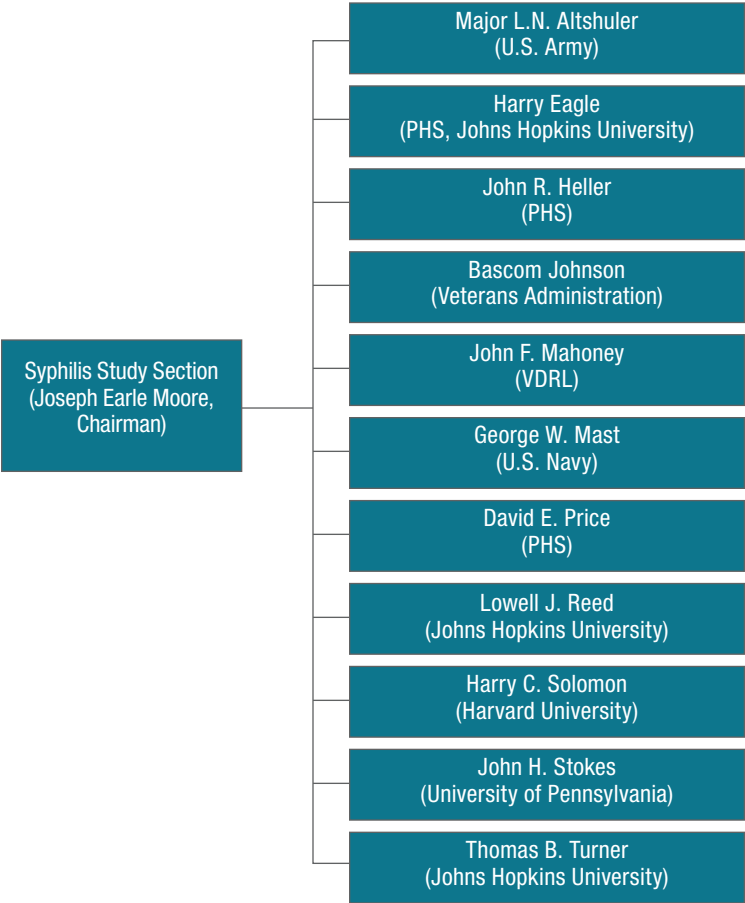 Syphilis Study Section
(Joseph Earle Moore,
Chairman)
Major L.N. Altshuler
(U.S. Army)
Harry Eagle
(PHS, Johns Hopkins University)
John R. Heller
(PHS)
Bascom Johnson
(Veterans Administration)
John F. Mahoney
(VDRL)
George W. Mast
(U.S. Navy)
David E. Price
(PHS)
Lowell J. Reed
(Johns Hopkins University)
Harry C. Solomon
(Harvard University)
John H. Stokes
(University of Pennsylvania)
Thomas B. Turner
(Johns Hopkins University)